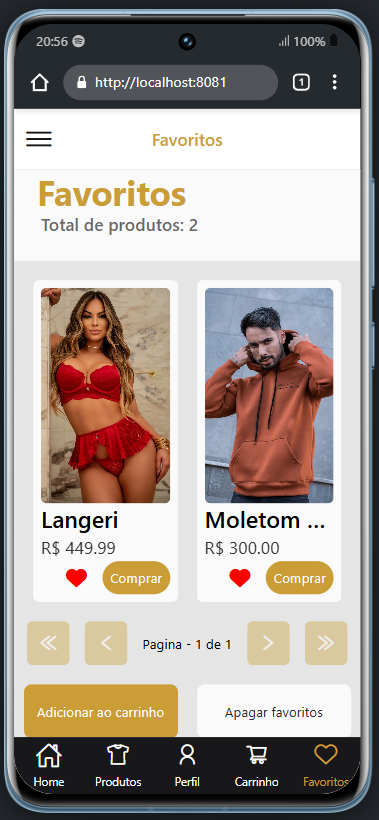 20:56 100%
http://localhost:8081 1
Favoritos
Favoritos
Total de produtos: 2
Langeri Moletom ...
R$ 449.99 R$ 300.00
Comprar Comprar
Pagina - 1 de 1
Adicionar ao carrinho Apagar favoritos
Home Produtos Perfil Carrinho Favoritos